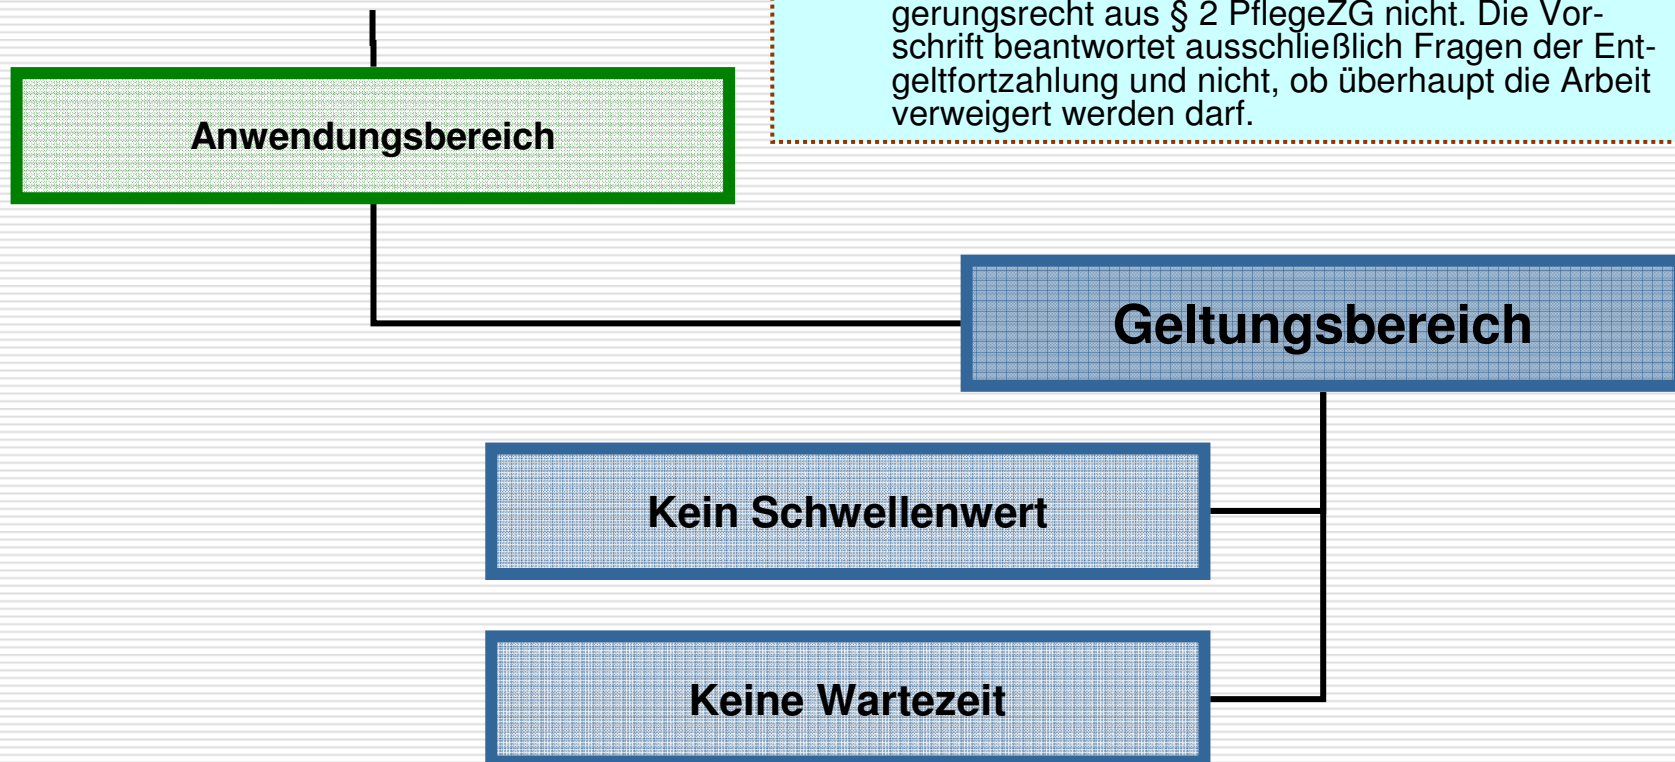 gerungsrecht aus § 2 PflegeZG nicht. Die Vor-
schrift beantwortet ausschließlich Fragen der Ent-
geltfortzahlung und nicht, ob überhaupt die Arbeit
verweigert werden darf.
Anwendungsbereich
Geltungsbereich
Kein Schwellenwert
Keine Wartezeit